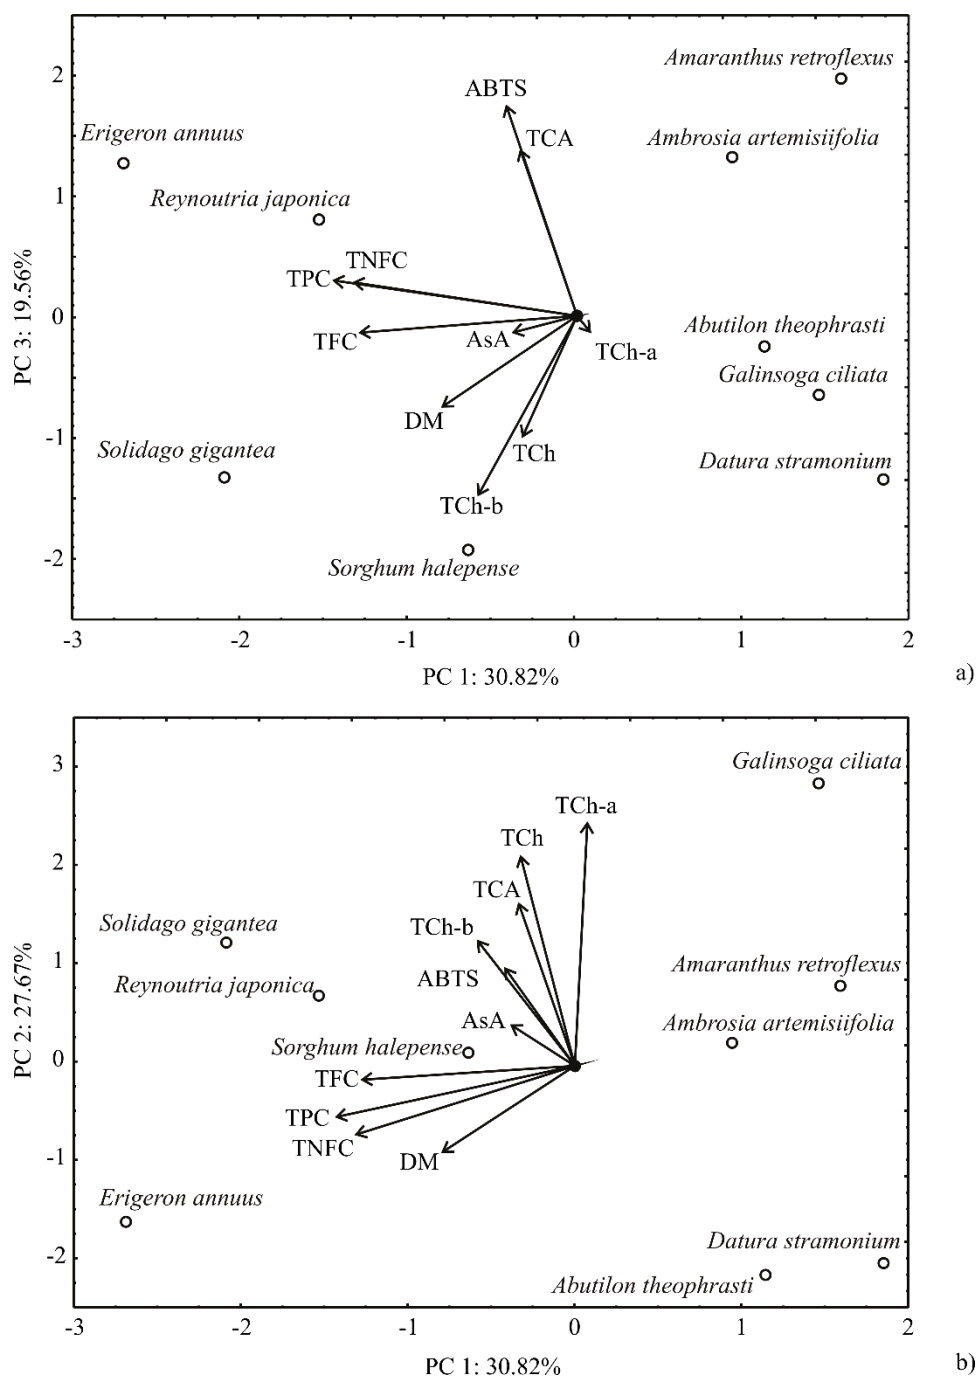 Amaranthus retroflexus
2
ABTS
Erigeron annuus
TCA
Ambrosia artemisiifolia
1
Reynoutria japonica
TNFC
TPC
PC 3: 19.56%
0
TFC
AsA
TCh-a
Abutilon theophrasti
Galinsoga ciliata
DM
-1
Solidago gigantea
TCh
Datura stramonium
TCh-b
-2
Sorghum halepense
-3 -2 -1 0 1 2
PC 1: 30.82%
a)
3
Galinsoga ciliata
TCh-a
TCh
2
TCA
Solidago gigantea
TCh-b
1
Amaranthus retroflexus
Reynoutria japonica
ABTS
PC 2: 27.67%
AsA
Ambrosia artemisiifolia
Sorghum halepense
0
TFC
TPC
TNFC
DM
-1
Erigeron annuus
Datura stramonium
-2
Abutilon theophrasti
-3 -2 -1 0 1 2
PC 1: 30.82%
b)